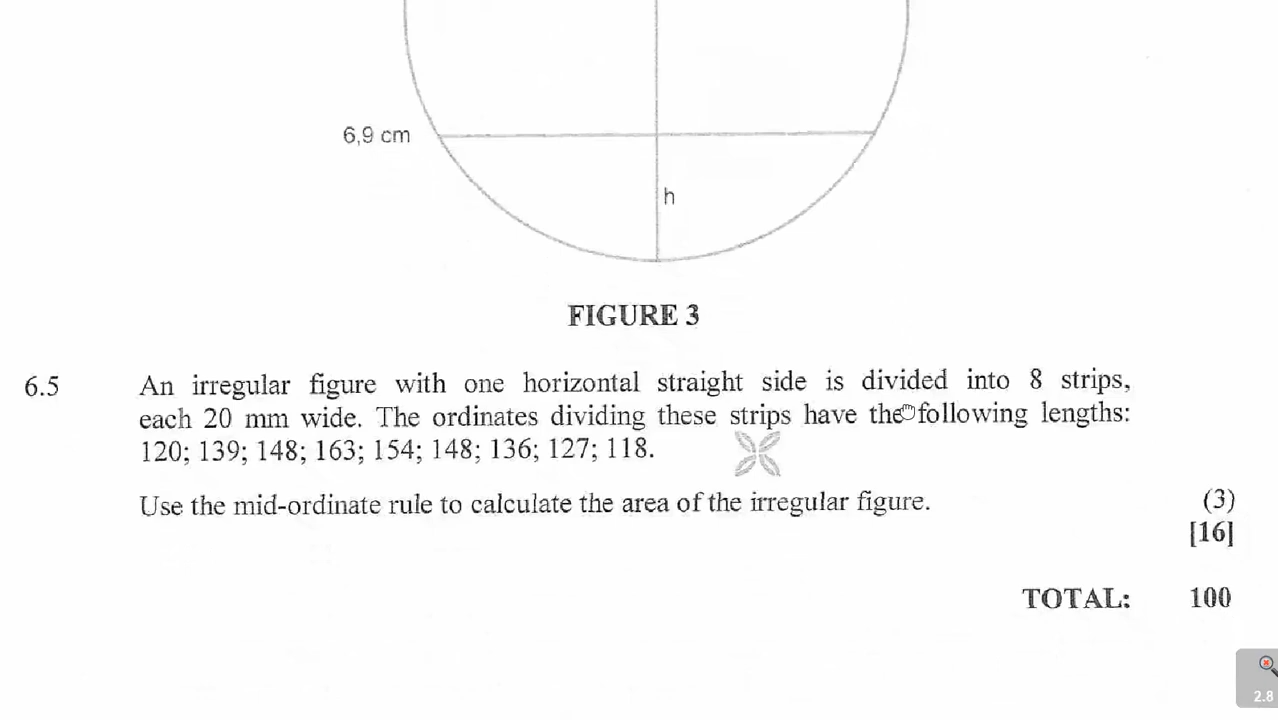 6,9 cm
h
FIGURE 3
6.5 An irregular figure with one horizontal straight side is divided into 8 strips,
each 20 mm wide. The ordinates dividing these strips have the following lengths:
120; 139; 148; 163; 154; 148; 136; 127; 118.
Use the mid-ordinate rule to calculate the area of the irregular figure. (3)
[16]
TOTAL: 100
2.8